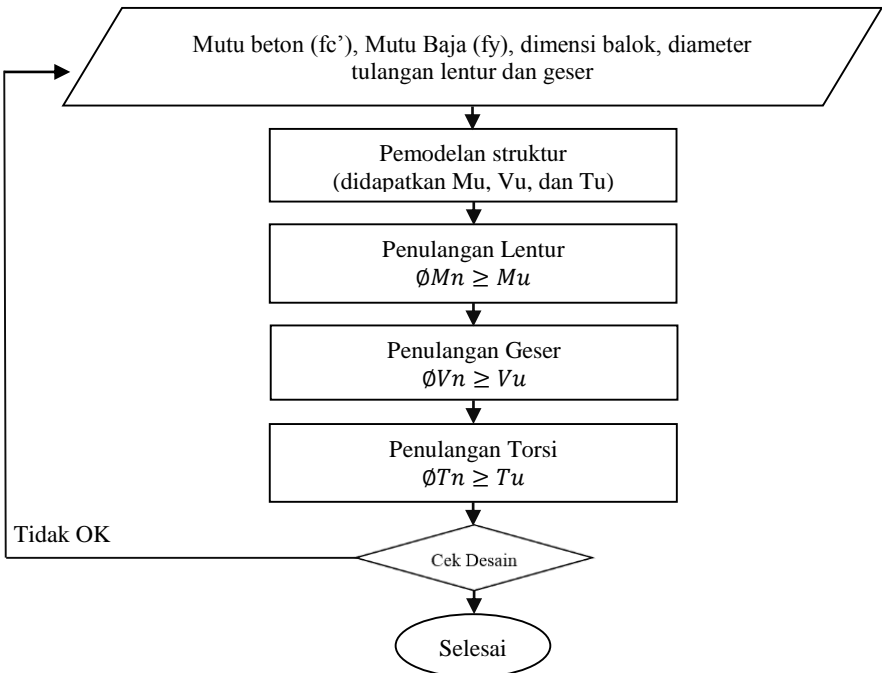 Mutu beton (fc’), Mutu Baja (fy), dimensi balok, diameter
tulangan lentur dan geser
Pemodelan struktur
(didapatkan Mu, Vu, dan Tu)
Penulangan Lentur
∅Mn ≥ Mu
Penulangan Geser
∅Vn ≥ Vu
Penulangan Torsi
∅Tn ≥ Tu
Tidak OK
Cek Desain
Selesai